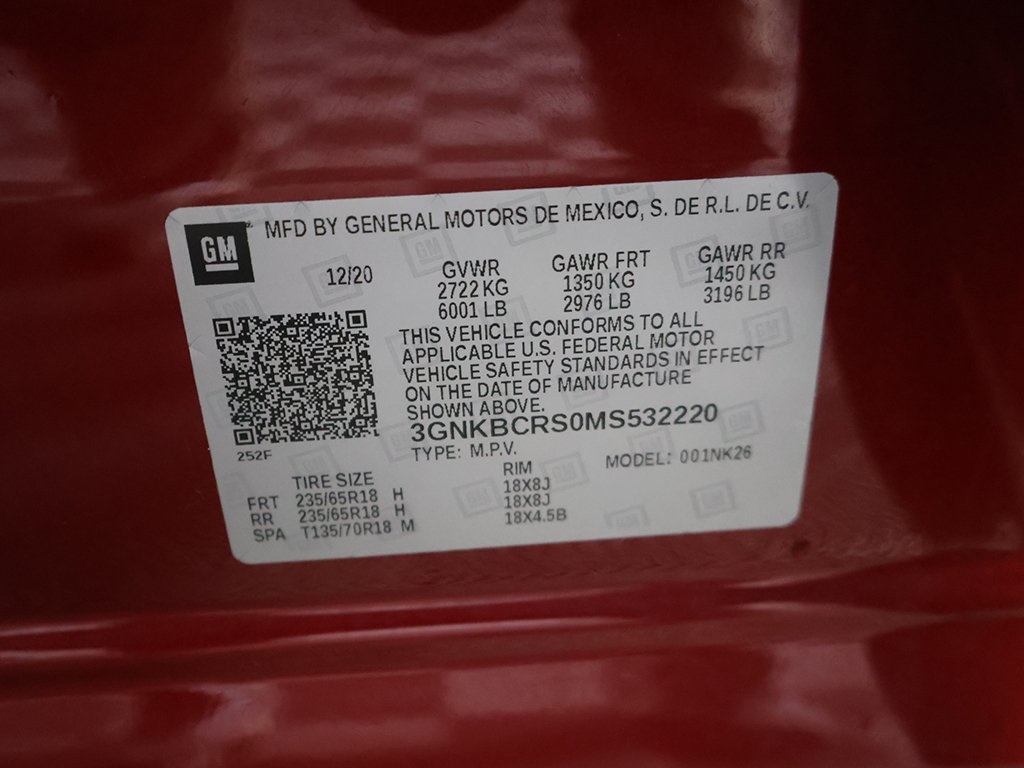 MFD BY GENERAL MOTORS DE MEXICO, S. DE R.L. DE C.V.
GM
12/20
GVWR GAWR FRT GAWR RR
2722 KG 1350 KG 1450 KG
6001 LB 2976 LB 3196 LB
THIS VEHICLE CONFORMS TO ALL
APPLICABLE U.S. FEDERAL MOTOR
VEHICLE SAFETY STANDARDS IN EFFECT
ON THE DATE OF MANUFACTURE
SHOWN ABOVE.
3GNKBCRS0MS532220
252F
TYPE: M.P.V. MODEL: 001NK26
TIRE SIZE RIM
FRT 235/65R18 H 18X8J
RR 235/65R18 H 18X8J
SPA T135/70R18 M 18X4.5B